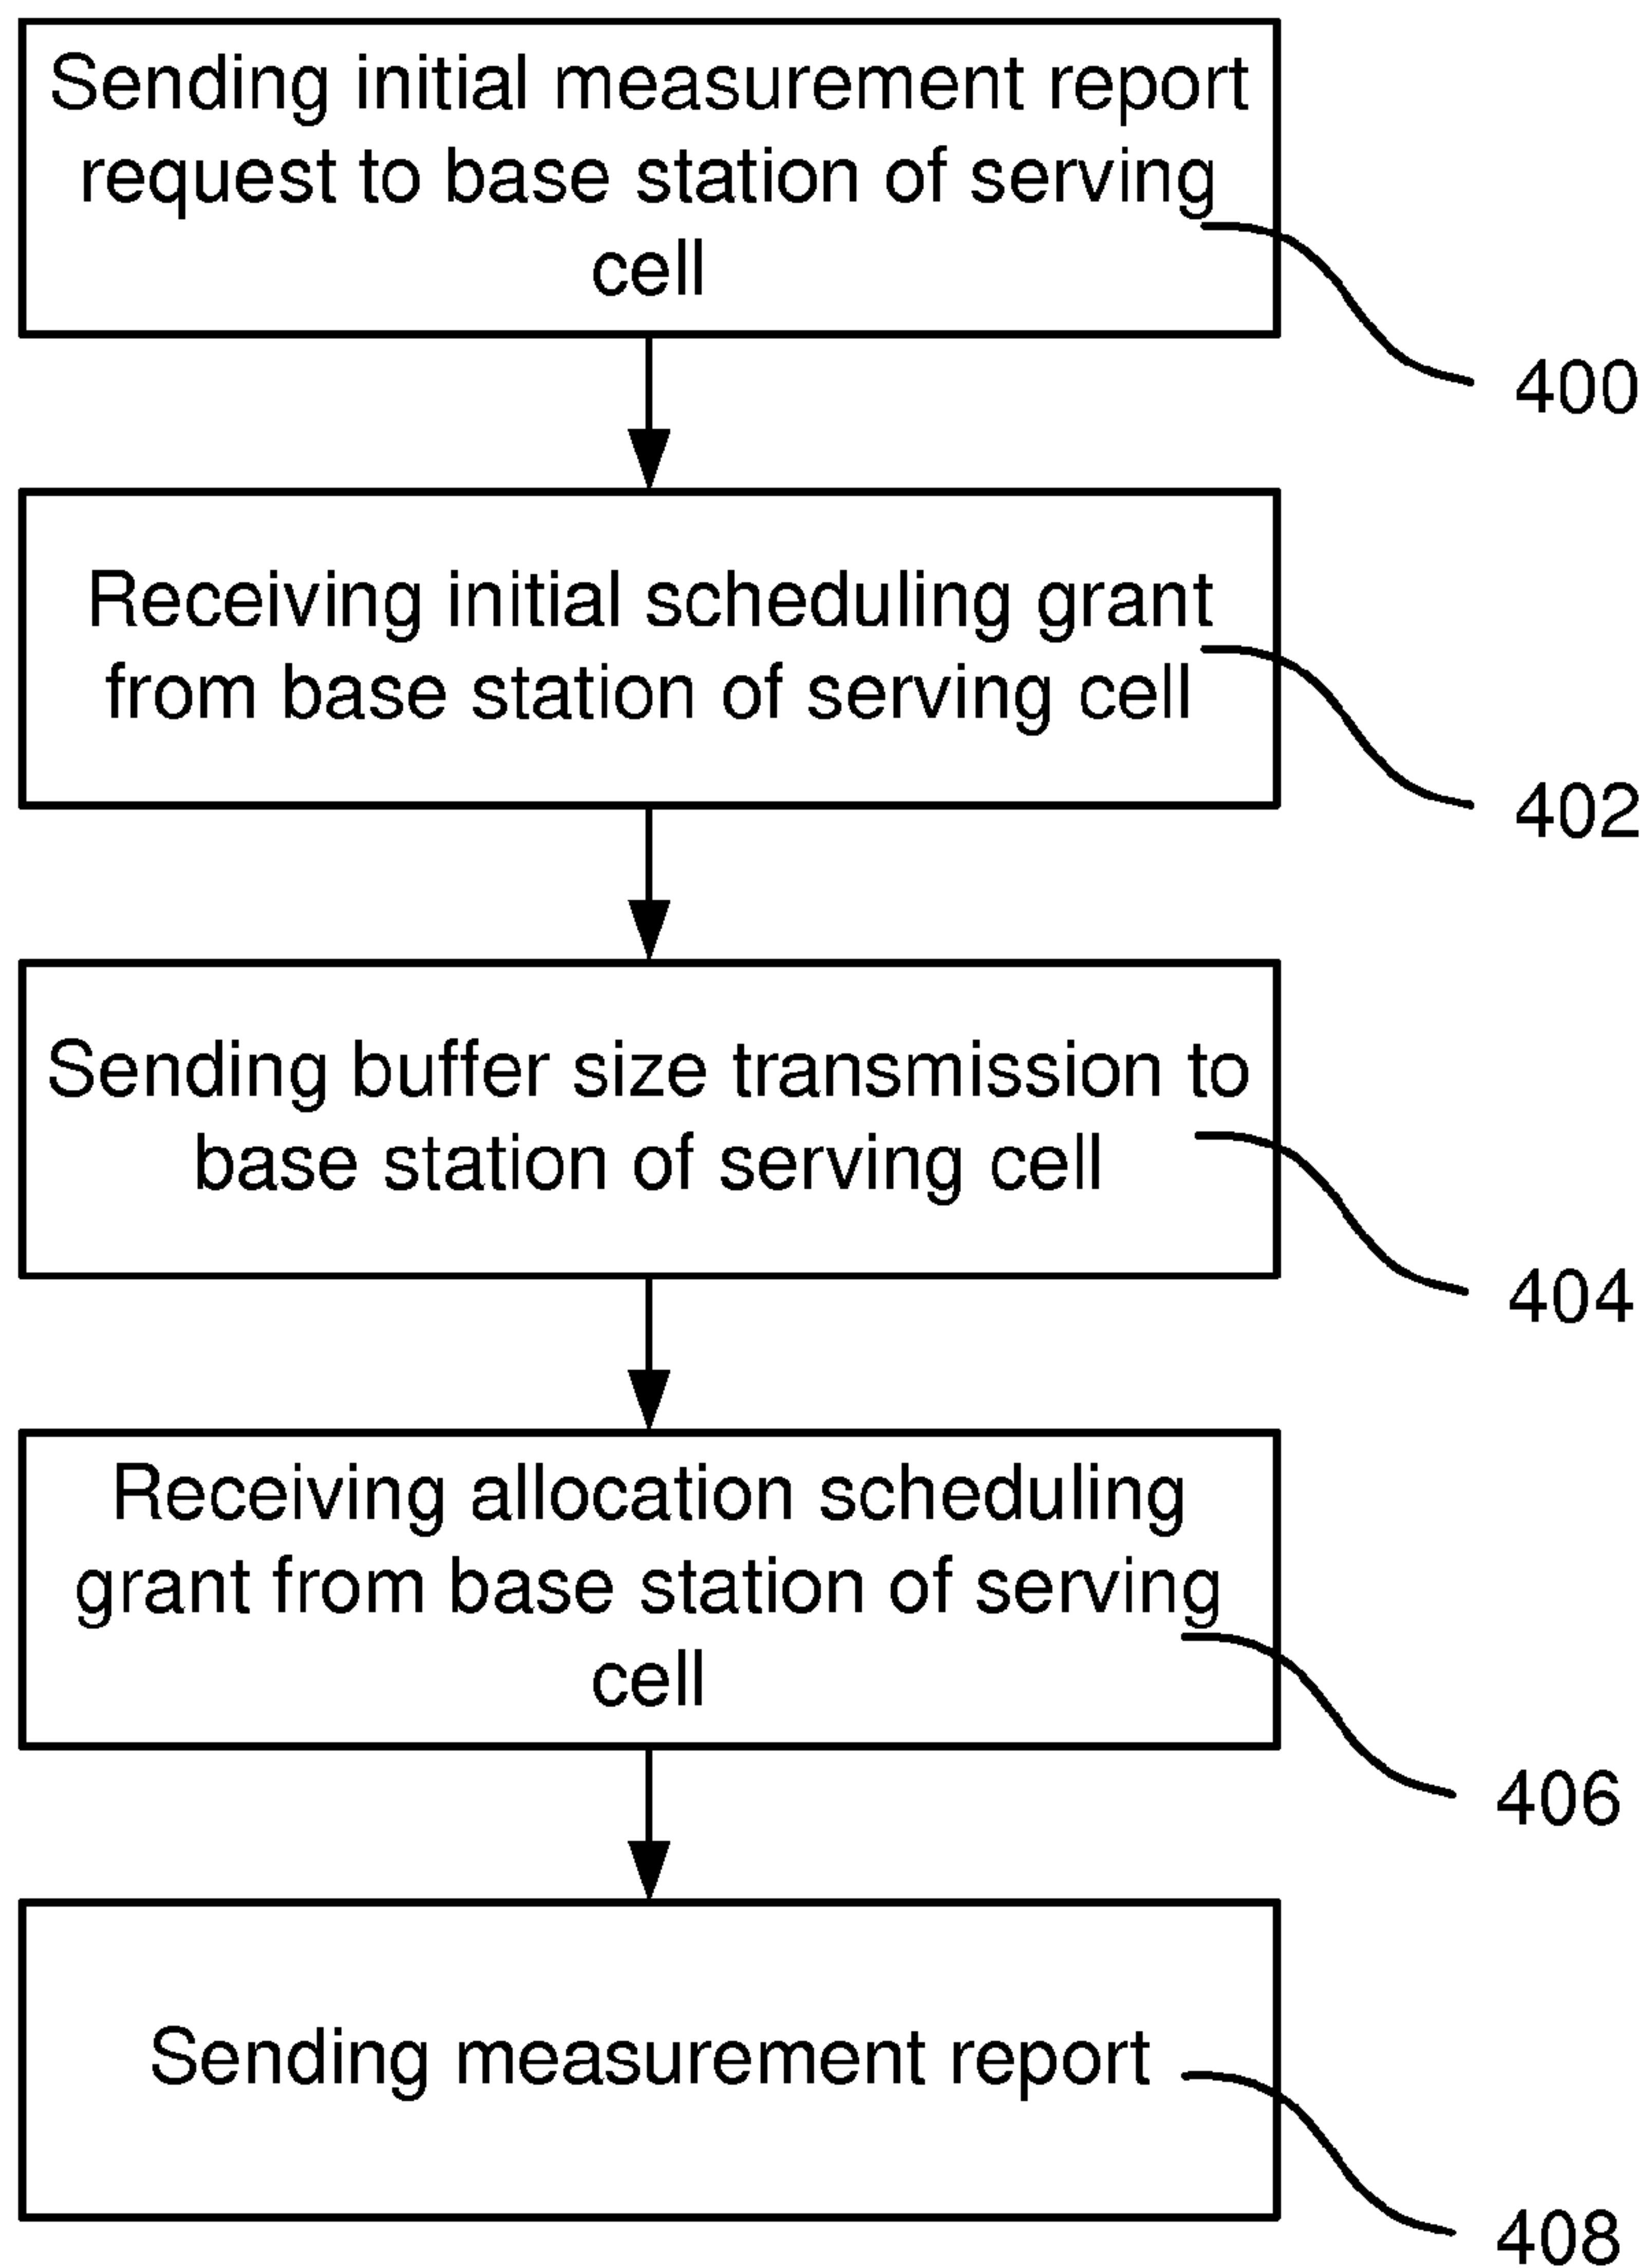 Sending initial measurement report
request to base station of serving
cell
400
Receiving initial scheduling grant
from base station of serving cell
402
Sending buffer size transmission to
base station of serving cell
404
Receiving allocation scheduling
grant from base station of serving
cell
406
Sending measurement report
408